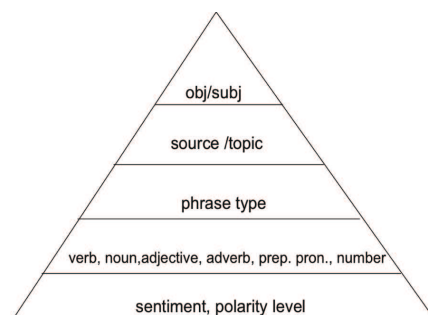 obj/subj
source /topic
phrase type
verb, noun,adjective, adverb, prep. pron., number
sentiment, polarity level